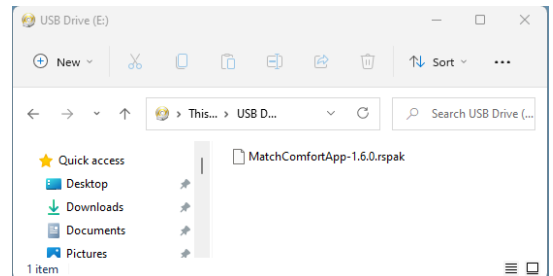 USB Drive (E:)
New
Sort
This... USB D...
Search USB Drive (...
Quick access
Desktop
Downloads
Documents
Pictures
MatchComfortApp-1.6.0.rspak
1 item